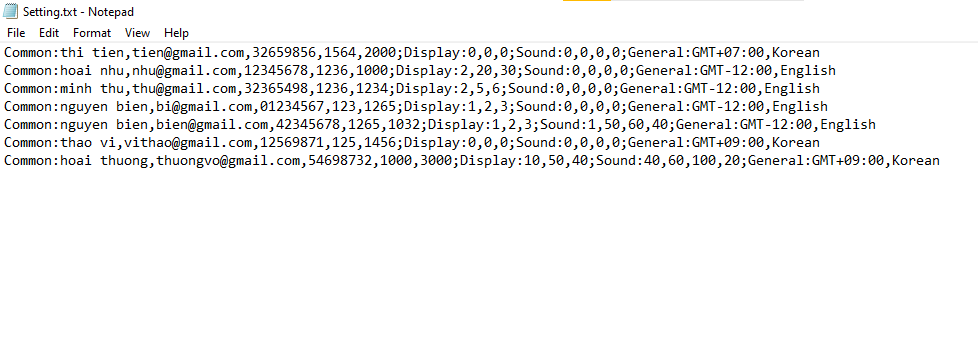 Setting.txt - Notepad
File Edit Format View Help
Common:thi tien,tien@gmail.com,32659856,1564,2000;Display:0,0,0;Sound:0,0,0,0;General:GMT+07:00,Korean
Common:hoai nhu,nhu@gmail.com,12345678,1236,1000;Display:2,20,30;Sound:0,0,0,0;General:GMT-12:00,English
Common:minh thu,thu@gmail.com,32365498,1236,1234;Display:2,5,6;Sound:0,0,0,0;General:GMT-12:00,English
Common:nguyen bien,bi@gmail.com,01234567,123,1265;Display:1,2,3;Sound:0,0,0,0;General:GMT-12:00,English
Common:nguyen bien,bien@gmail.com,42345678,1265,1032;Display:1,2,3;Sound:1,50,60,40;General:GMT-12:00,English
Common:thao vi,vithao@gmail.com,12569871,125,1456;Display:0,0,0;Sound:0,0,0,0;General:GMT+09:00,Korean
Common:hoai thuong,thuongvo@gmail.com,54698732,1000,3000;Display:10,50,40;Sound:40,60,100,20;General:GMT+09:00,Korean